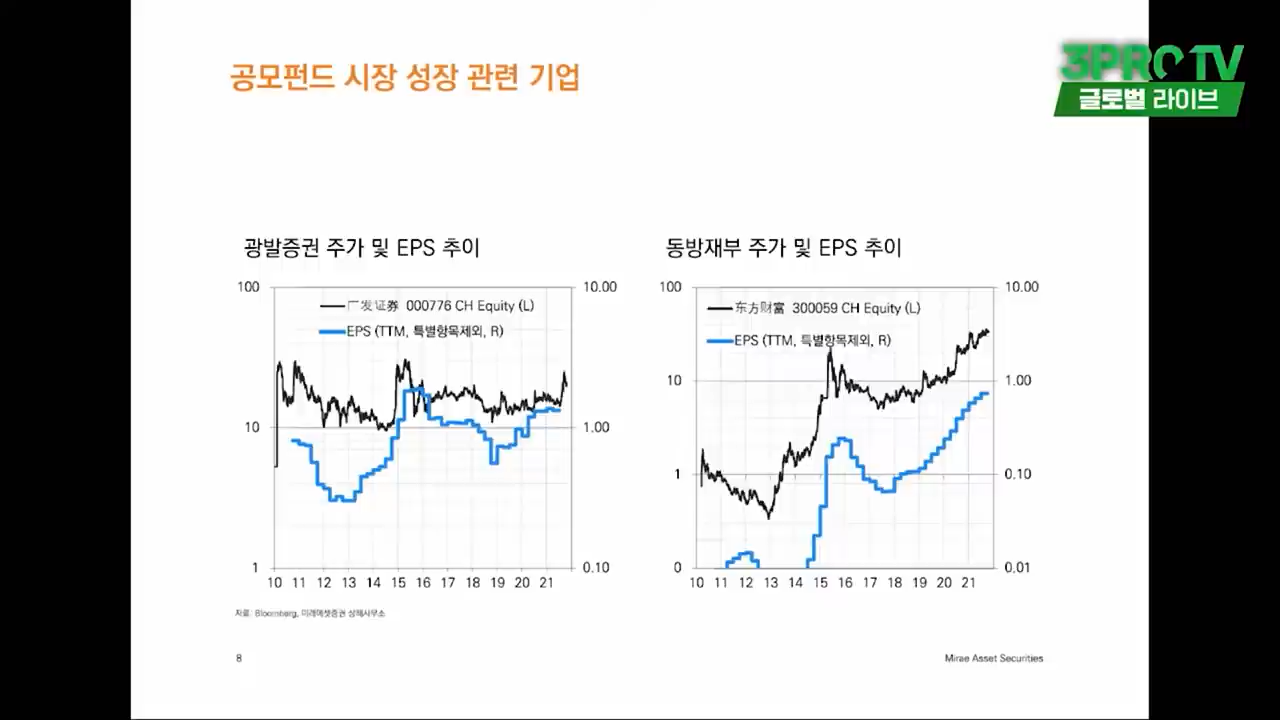 공모펀드 시장 성장 관련 기업
3PRO TV
글로벌 라이브
광발증권 주가 및 EPS 추이
100
10.00
广发证券 000776 CH Equity (L)
EPS (TTM, 특별항목제외, R)
10
1.00
1
0.10
10 11 12 13 14 15 16 17 18 19 20 21
동방재부 주가 및 EPS 추이
100
10.00
东方财富 300059 CH Equity (L)
EPS (TTM, 특별항목제외, R)
10
1.00
1
0.10
0
0.01
10 11 12 13 14 15 16 17 18 19 20 21
자료: Bloomberg, 미래에셋증권 상해사무소
8
Mirae Asset Securities